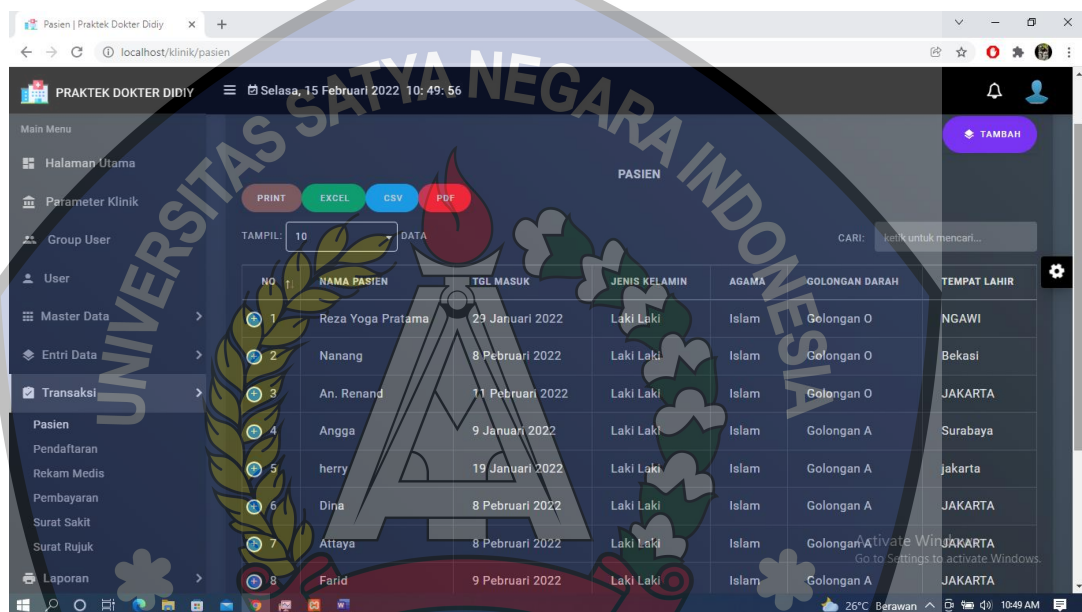 Pasien | Praktek Dokter Didiy
localhost/klinik/pasien
PRAKTEK DOKTER DIDIY
Selasa, 15 Februari 2022 10: 49: 56
UNIVERSITAS SATYA NEGARA INDONESIA
Main Menu
Halaman Utama
Parameter Klinik
Group User
User
Master Data
Entri Data
Transaksi
Pasien
Pendaftaran
Rekam Medis
Pembayaran
Surat Sakit
Surat Rujuk
Laporan
TAMBAH
PASIEN
PRINT EXCEL CSV PDF
TAMPIL: 10 DATA
CARI: ketik untuk mencari...
NO NAMA PASIEN TGL MASUK JENIS KELAMIN AGAMA GOLONGAN DARAH TEMPAT LAHIR
1 Reza Yoga Pratama 29 Januari 2022 Laki Laki Islam Golongan O NGAWI
2 Nanang 8 Pebruari 2022 Laki Laki Islam Golongan O Bekasi
3 An. Renand 11 Pebruari 2022 Laki Laki Islam Golongan O JAKARTA
4 Angga 9 Januari 2022 Laki Laki Islam Golongan A Surabaya
5 herry 19 Januari 2022 Laki Laki Islam Golongan A jakarta
6 Dina 8 Pebruari 2022 Laki Laki Islam Golongan A JAKARTA
7 Attaya 8 Pebruari 2022 Laki Laki Islam Golongan A JAKARTA
8 Farid 9 Pebruari 2022 Laki Laki Islam Golongan A JAKARTA
Activate Windows
Go to Settings to activate Windows.
26°C Berawan 10:49 AM